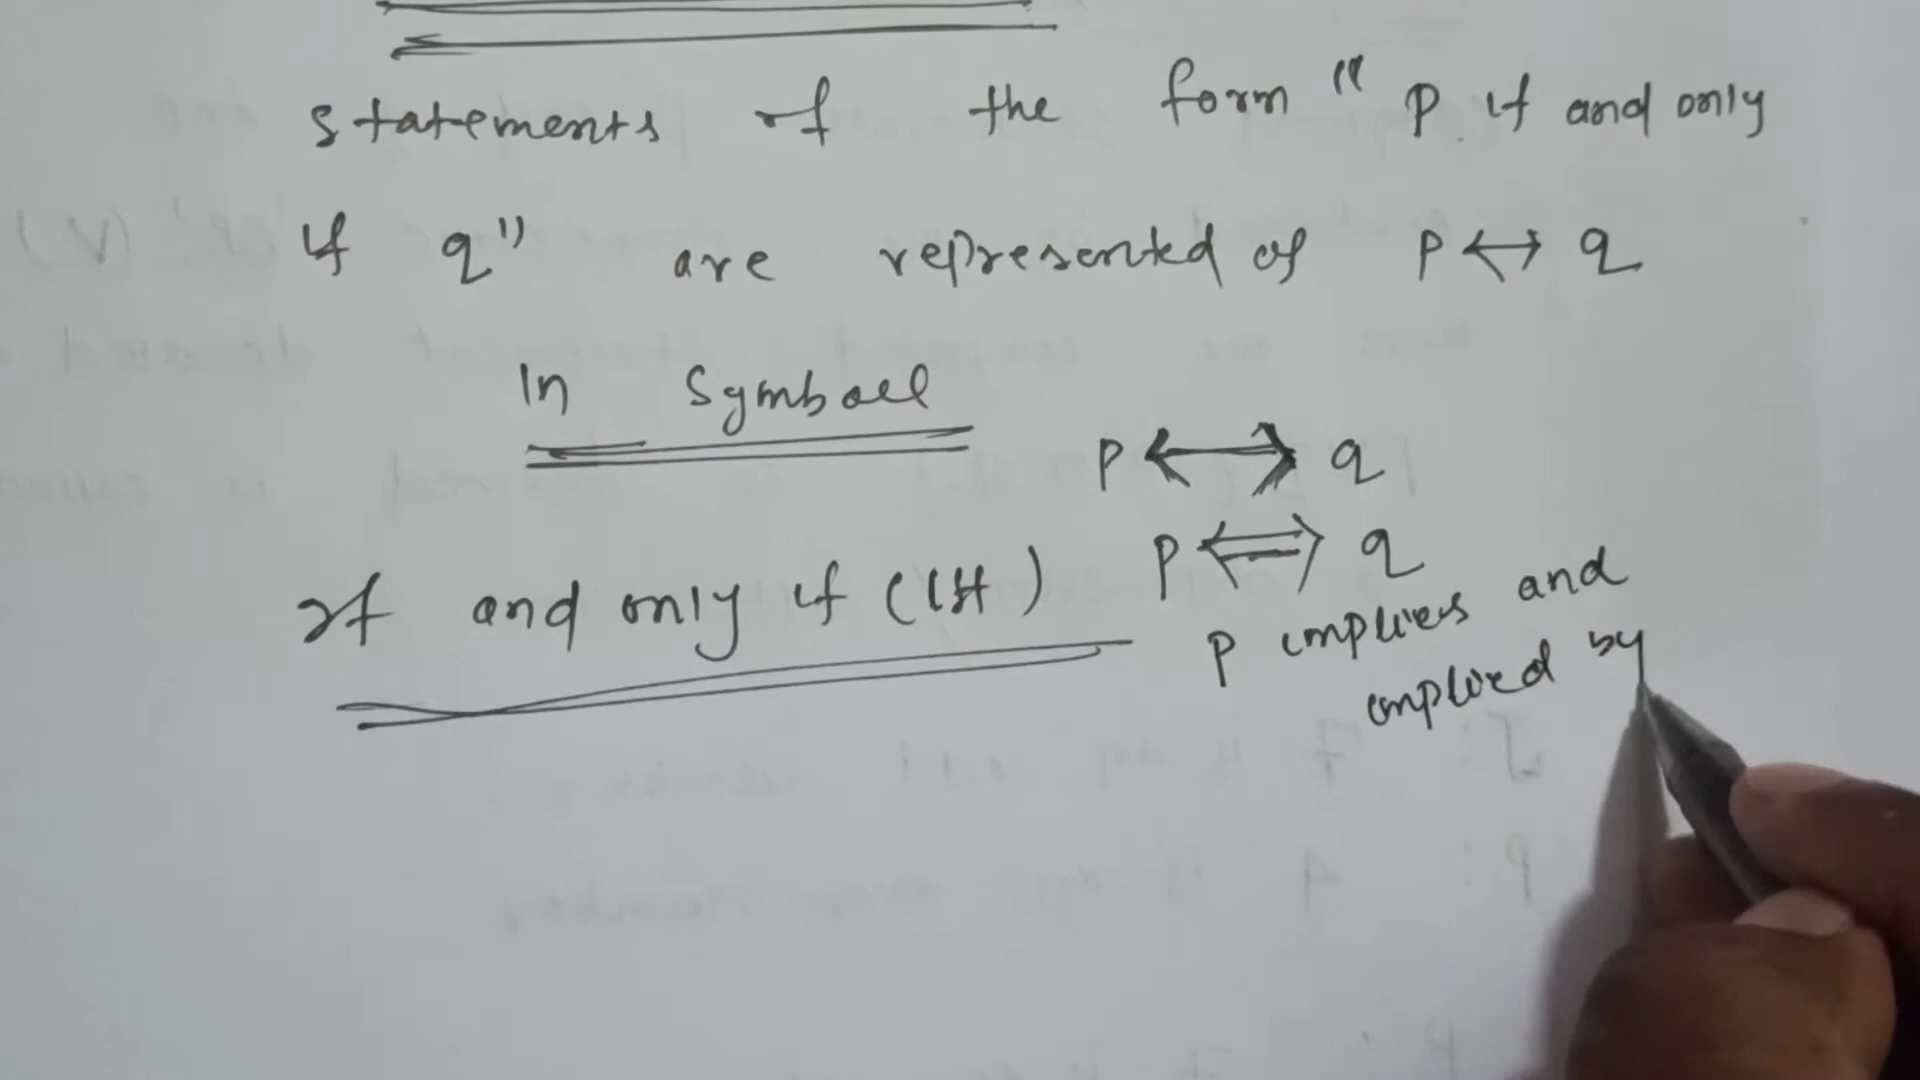 statements of the form " P if and only
if q" are represented of P ↔ q
In Symboll
P ↔ q
P ⇔ q
If and only if (iff)
P implies and
implied by